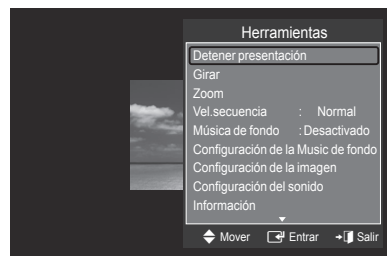 Herramientas
Detener presentación
Girar
Zoom
Vel.secuencia : Normal
Música de fondo : Desactivado
Configuración de la Music de fondo
Configuración de la imagen
Configuración del sonido
Información
Mover Entrar Salir